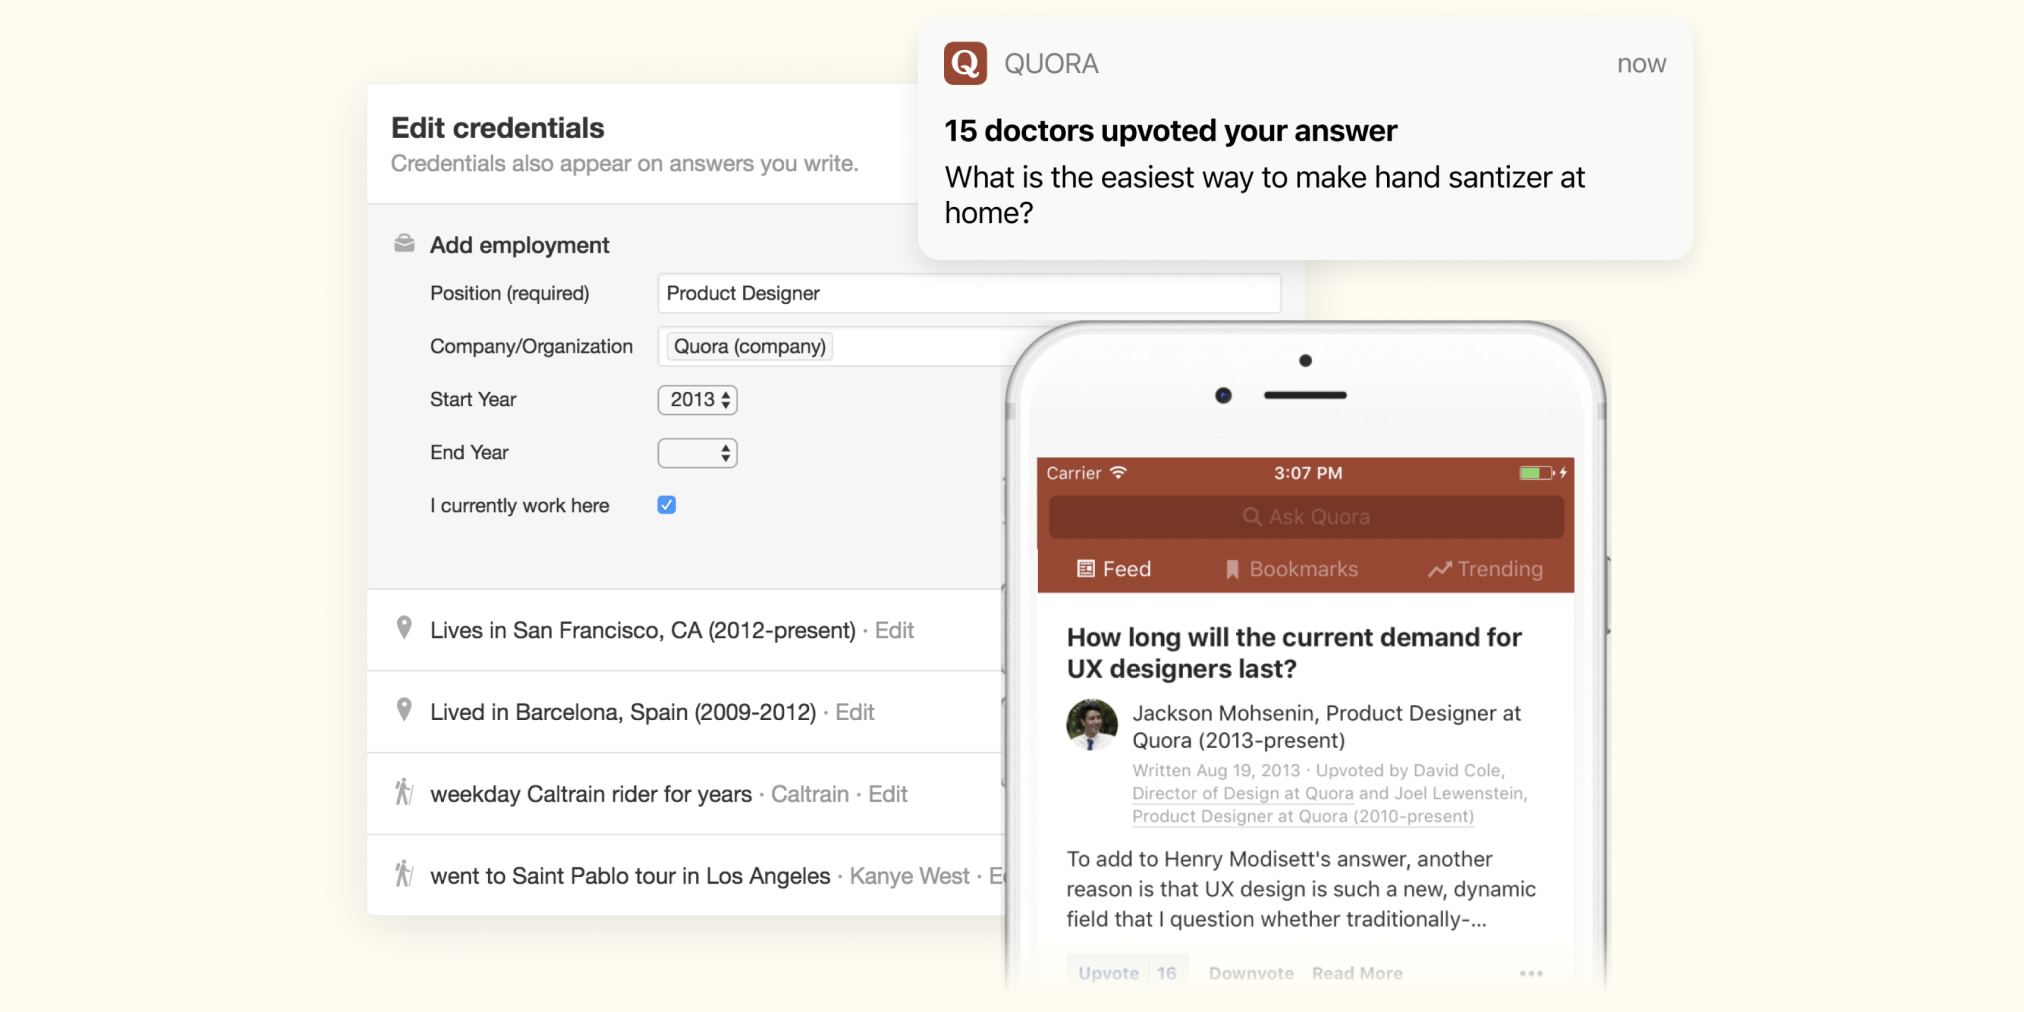 Q QUORA now
15 doctors upvoted your answer
What is the easiest way to make hand santizer at
home?
Edit credentials
Credentials also appear on answers you write.
Add employment
Position (required) Product Designer
Company/Organization Quora (company)
Start Year 2013
End Year
I currently work here
Lives in San Francisco, CA (2012-present) · Edit
Lived in Barcelona, Spain (2009-2012) · Edit
weekday Caltrain rider for years · Caltrain · Edit
went to Saint Pablo tour in Los Angeles · Kanye West ·
Carrier 3:07 PM
Ask Quora
Feed Bookmarks Trending
How long will the current demand for
UX designers last?
Jackson Mohsenin, Product Designer at
Quora (2013-present)
Written Aug 19, 2013 · Upvoted by David Cole,
Director of Design at Quora and Joel Lewenstein,
Product Designer at Quora (2010-present)
To add to Henry Modisett's answer, another
reason is that UX design is such a new, dynamic
field that I question whether traditionally-...
Upvote 16 Downvote Read More •••